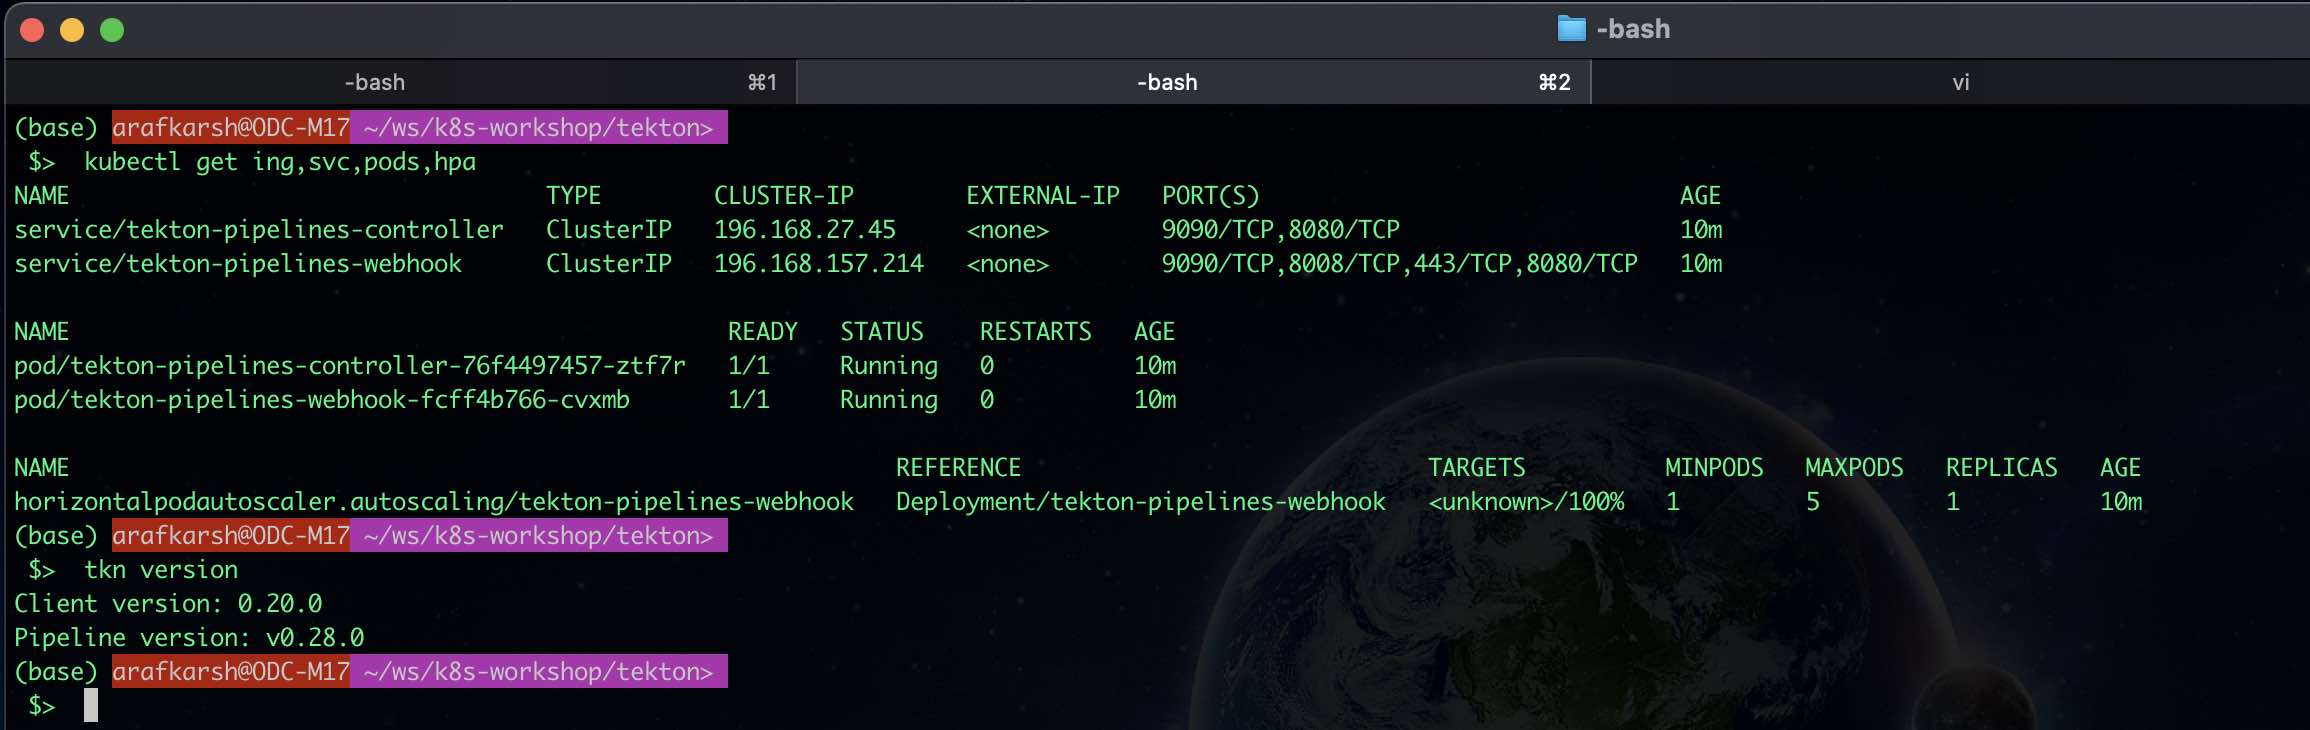 -bash
-bash ⌘1 -bash ⌘2 vi
(base) arafkarsh@ODC-M17 ~/ws/k8s-workshop/tekton>
$> kubectl get ing,svc,pods,hpa
NAME TYPE CLUSTER-IP EXTERNAL-IP PORT(S) AGE
service/tekton-pipelines-controller ClusterIP 196.168.27.45 <none> 9090/TCP,8080/TCP 10m
service/tekton-pipelines-webhook ClusterIP 196.168.157.214 <none> 9090/TCP,8008/TCP,443/TCP,8080/TCP 10m
NAME READY STATUS RESTARTS AGE
pod/tekton-pipelines-controller-76f4497457-ztf7r 1/1 Running 0 10m
pod/tekton-pipelines-webhook-fcff4b766-cvxmb 1/1 Running 0 10m
NAME REFERENCE TARGETS MINPODS MAXPODS REPLICAS AGE
horizontalpodautoscaler.autoscaling/tekton-pipelines-webhook Deployment/tekton-pipelines-webhook <unknown>/100% 1 5 1 10m
(base) arafkarsh@ODC-M17 ~/ws/k8s-workshop/tekton>
$> tkn version
Client version: 0.20.0
Pipeline version: v0.28.0
(base) arafkarsh@ODC-M17 ~/ws/k8s-workshop/tekton>
$>